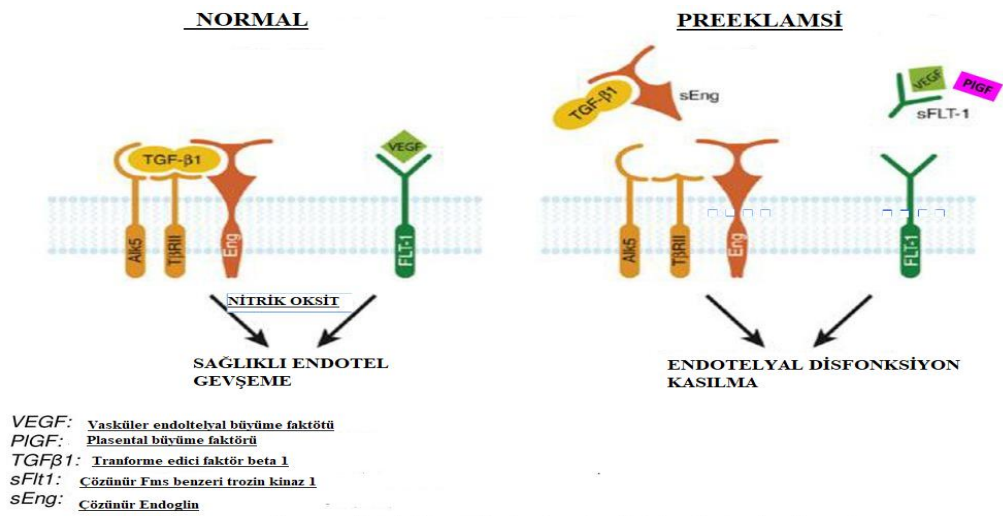 NORMAL
PREEKLAMSİ
TGF-β1
sEng
VEGF
PIGF
sFLT-1
TGF-β1
VEGF
Alk5
TβRII
Eng
FLT-1
Alk5
TβRII
Eng
FLT-1
NİTRİK OKSİT
SAĞLIKLI ENDOTEL
GEVŞEME
ENDOTELYAL DİSFONKSİYON
KASILMA
VEGF: Vasküler endoltelyal büyüme faktötü
PIGF: Plasental büyüme faktörü
TGFβ1: Tranforme edici faktör beta 1
sFlt1: Çözünür Fms benzeri trozin kinaz 1
sEng: Çözünür Endoglin